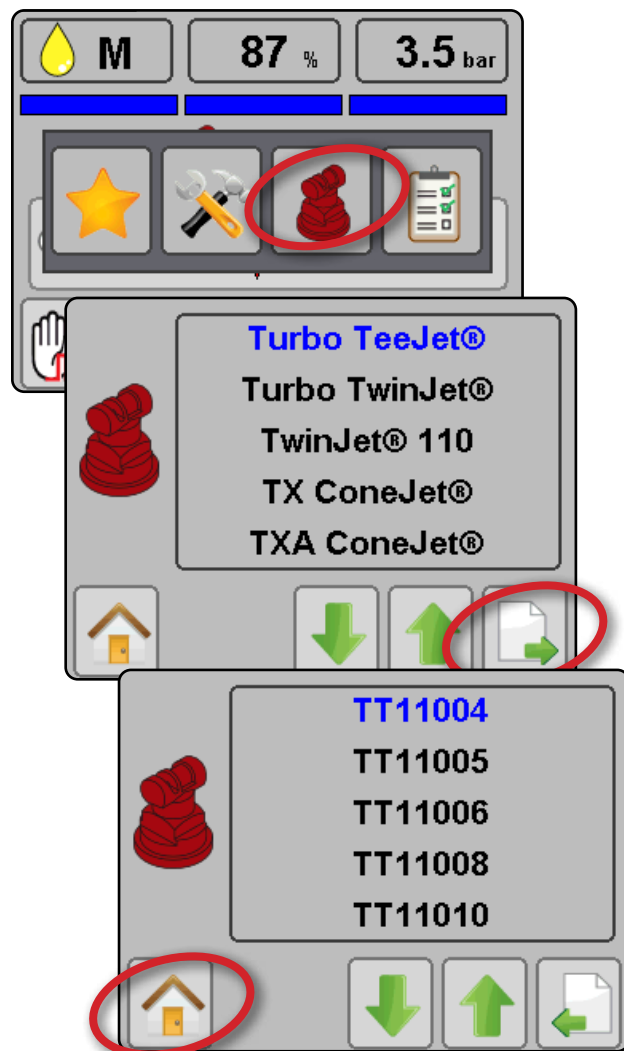 M 87 % 3.5 bar
Turbo TeeJet®
Turbo TwinJet®
TwinJet® 110
TX ConeJet®
TXA ConeJet®
TT11004
TT11005
TT11006
TT11008
TT11010